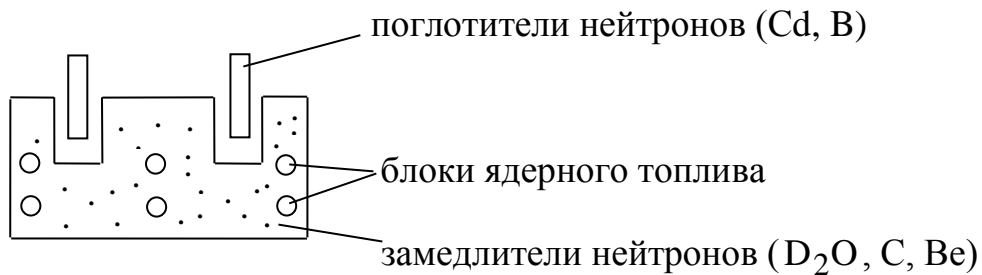 поглотители нейтронов (Cd, B)
блоки ядерного топлива
замедлители нейтронов (D₂O, C, Be)